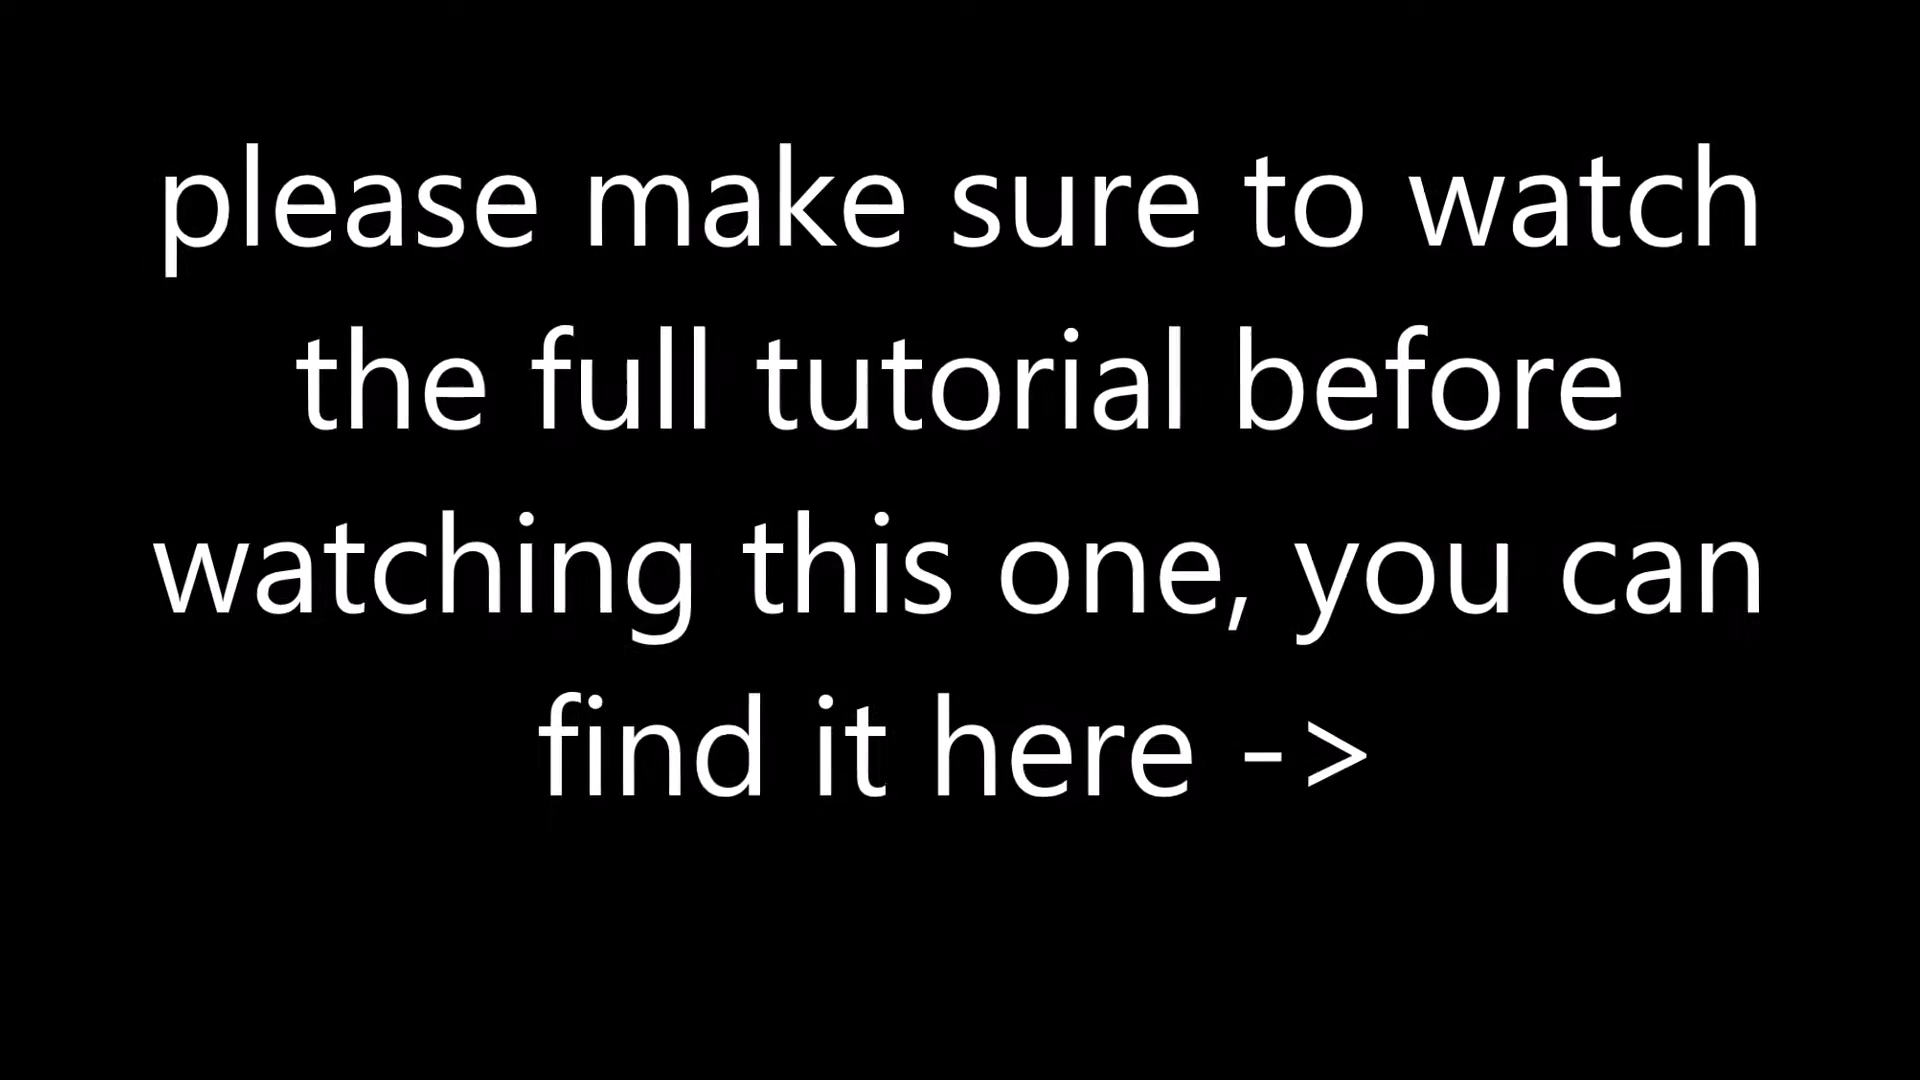 please make sure to watch
the full tutorial before
watching this one, you can
find it here ->